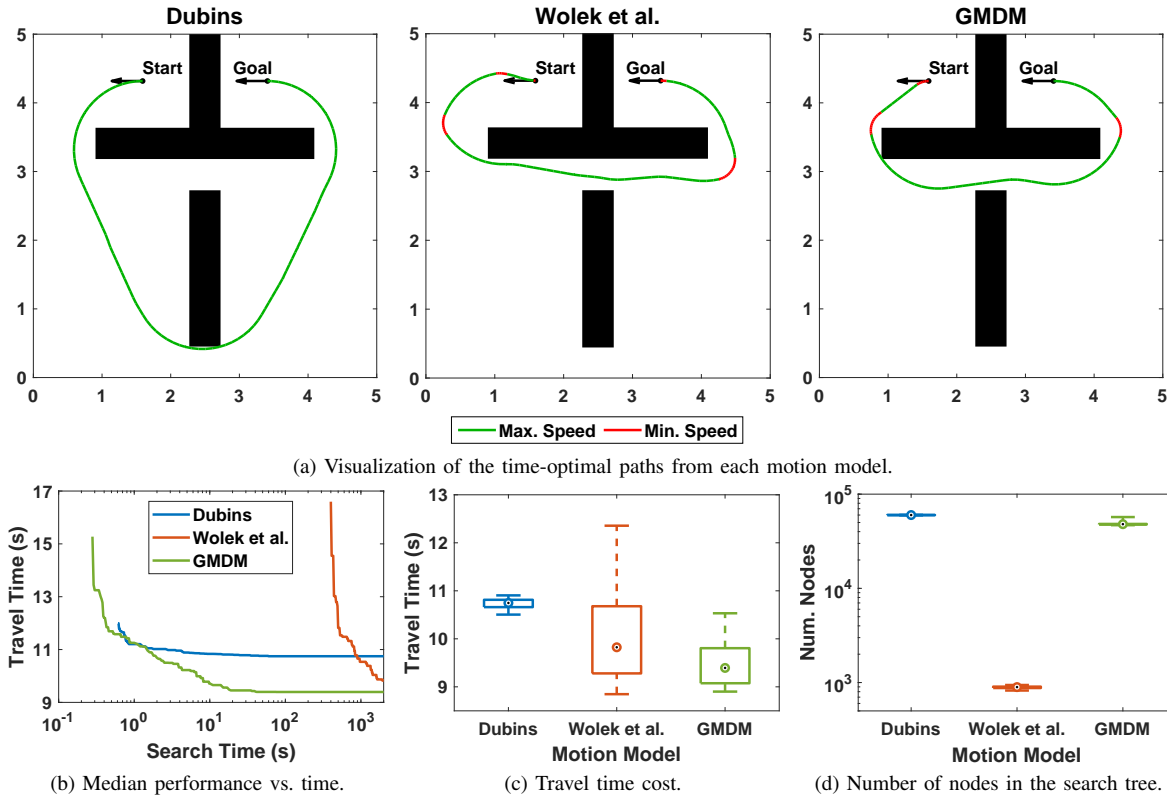 Dubins
Wolek et al.
GMDM
5
4
3
2
1
0
Start
Goal
0 1 2 3 4 5
5
4
3
2
1
0
Start
Goal
0 1 2 3 4 5
5
4
3
2
1
0
Start
Goal
0 1 2 3 4 5
Max. Speed Min. Speed
(a) Visualization of the time-optimal paths from each motion model.
Travel Time (s)
17
15
13
11
9
Dubins
Wolek et al.
GMDM
10^-1 10^0 10^1 10^2 10^3
Search Time (s)
(b) Median performance vs. time.
Travel Time (s)
13
12
11
10
9
Dubins Wolek et al. GMDM
Motion Model
(c) Travel time cost.
Num. Nodes
10^5
10^4
10^3
Dubins Wolek et al. GMDM
Motion Model
(d) Number of nodes in the search tree.